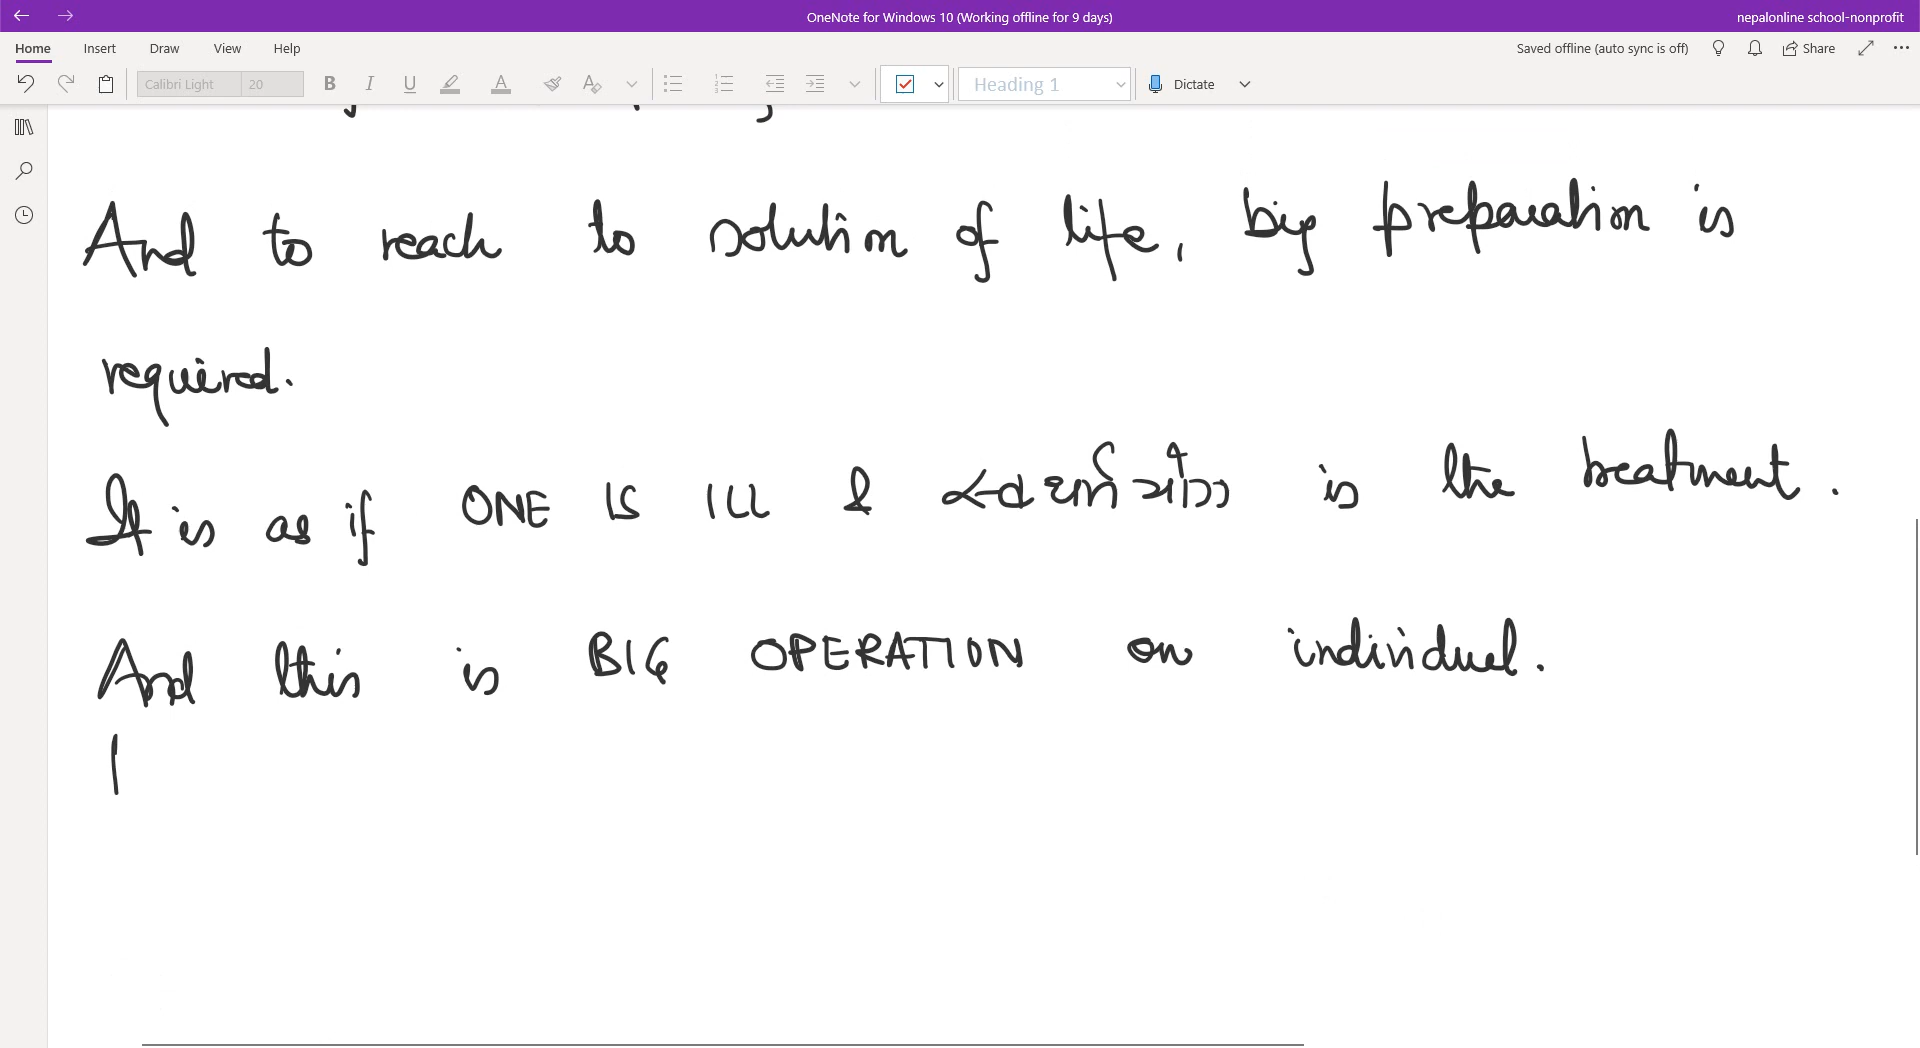 OneNote for Windows 10 (Working offline for 9 days)
nepalonline school-nonprofit
Home Insert Draw View Help
Saved offline (auto sync is off) Share
Calibri Light 20 B I U A Heading 1 Dictate
And to reach to solution of life, big preparation is
required.
It is as if ONE IS ILL & is the treatment.
And this is BIG OPERATION on individual.